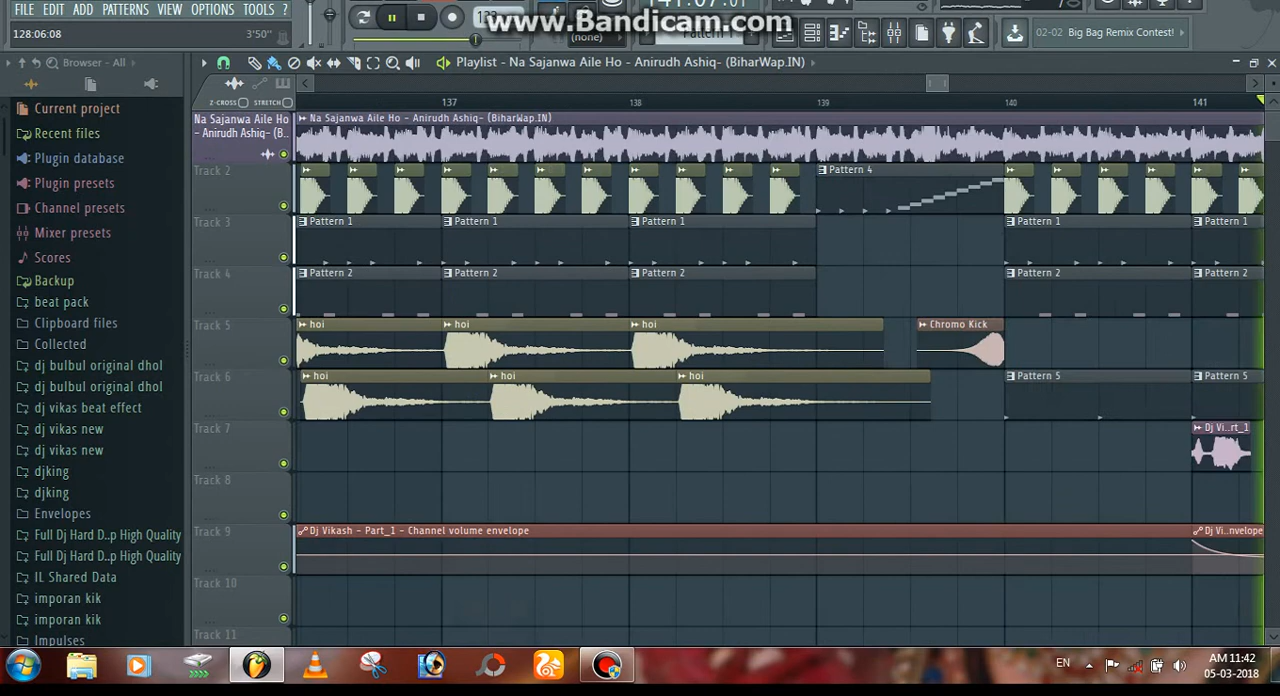 FILE EDIT ADD PATTERNS VIEW OPTIONS TOOLS ?
www.Bandicam.com
128:06:08
3'50''
(none)
02-02 Big Bag Remix Contest!
Browser - All
Playlist - Na Sajanwa Aile Ho - Anirudh Ashiq- (BiharWap.IN)
Z-CROSS STRETCH
137 138 139 140 141
Current project
Recent files
Plugin database
Plugin presets
Channel presets
Mixer presets
Scores
Backup
beat pack
Clipboard files
Collected
dj bulbul original dhol
dj bulbul original dhol
dj vikas beat effect
dj vikas new
dj vikas new
djking
djking
Envelopes
Full Dj Hard D..p High Quality
Full Dj Hard D..p High Quality
IL Shared Data
imporan kik
imporan kik
Impulses
Na Sajanwa Aile Ho
- Anirudh Ashiq- (B..
Na Sajanwa Aile Ho - Anirudh Ashiq- (BiharWap.IN)
Track 2
Pattern 4
Track 3
Pattern 1 Pattern 1 Pattern 1 Pattern 1 Pattern 1
Track 4
Pattern 2 Pattern 2 Pattern 2 Pattern 2 Pattern 2
Track 5
hoi hoi hoi Chromo Kick
Track 6
hoi hoi hoi Pattern 5 Pattern 5
Track 7
Dj Vi..rt_1
Track 8
Track 9
Dj Vikash - Part_1 - Channel volume envelope
Dj Vi..nvelope
Track 10
Track 11
EN
AM 11:42
05-03-2018